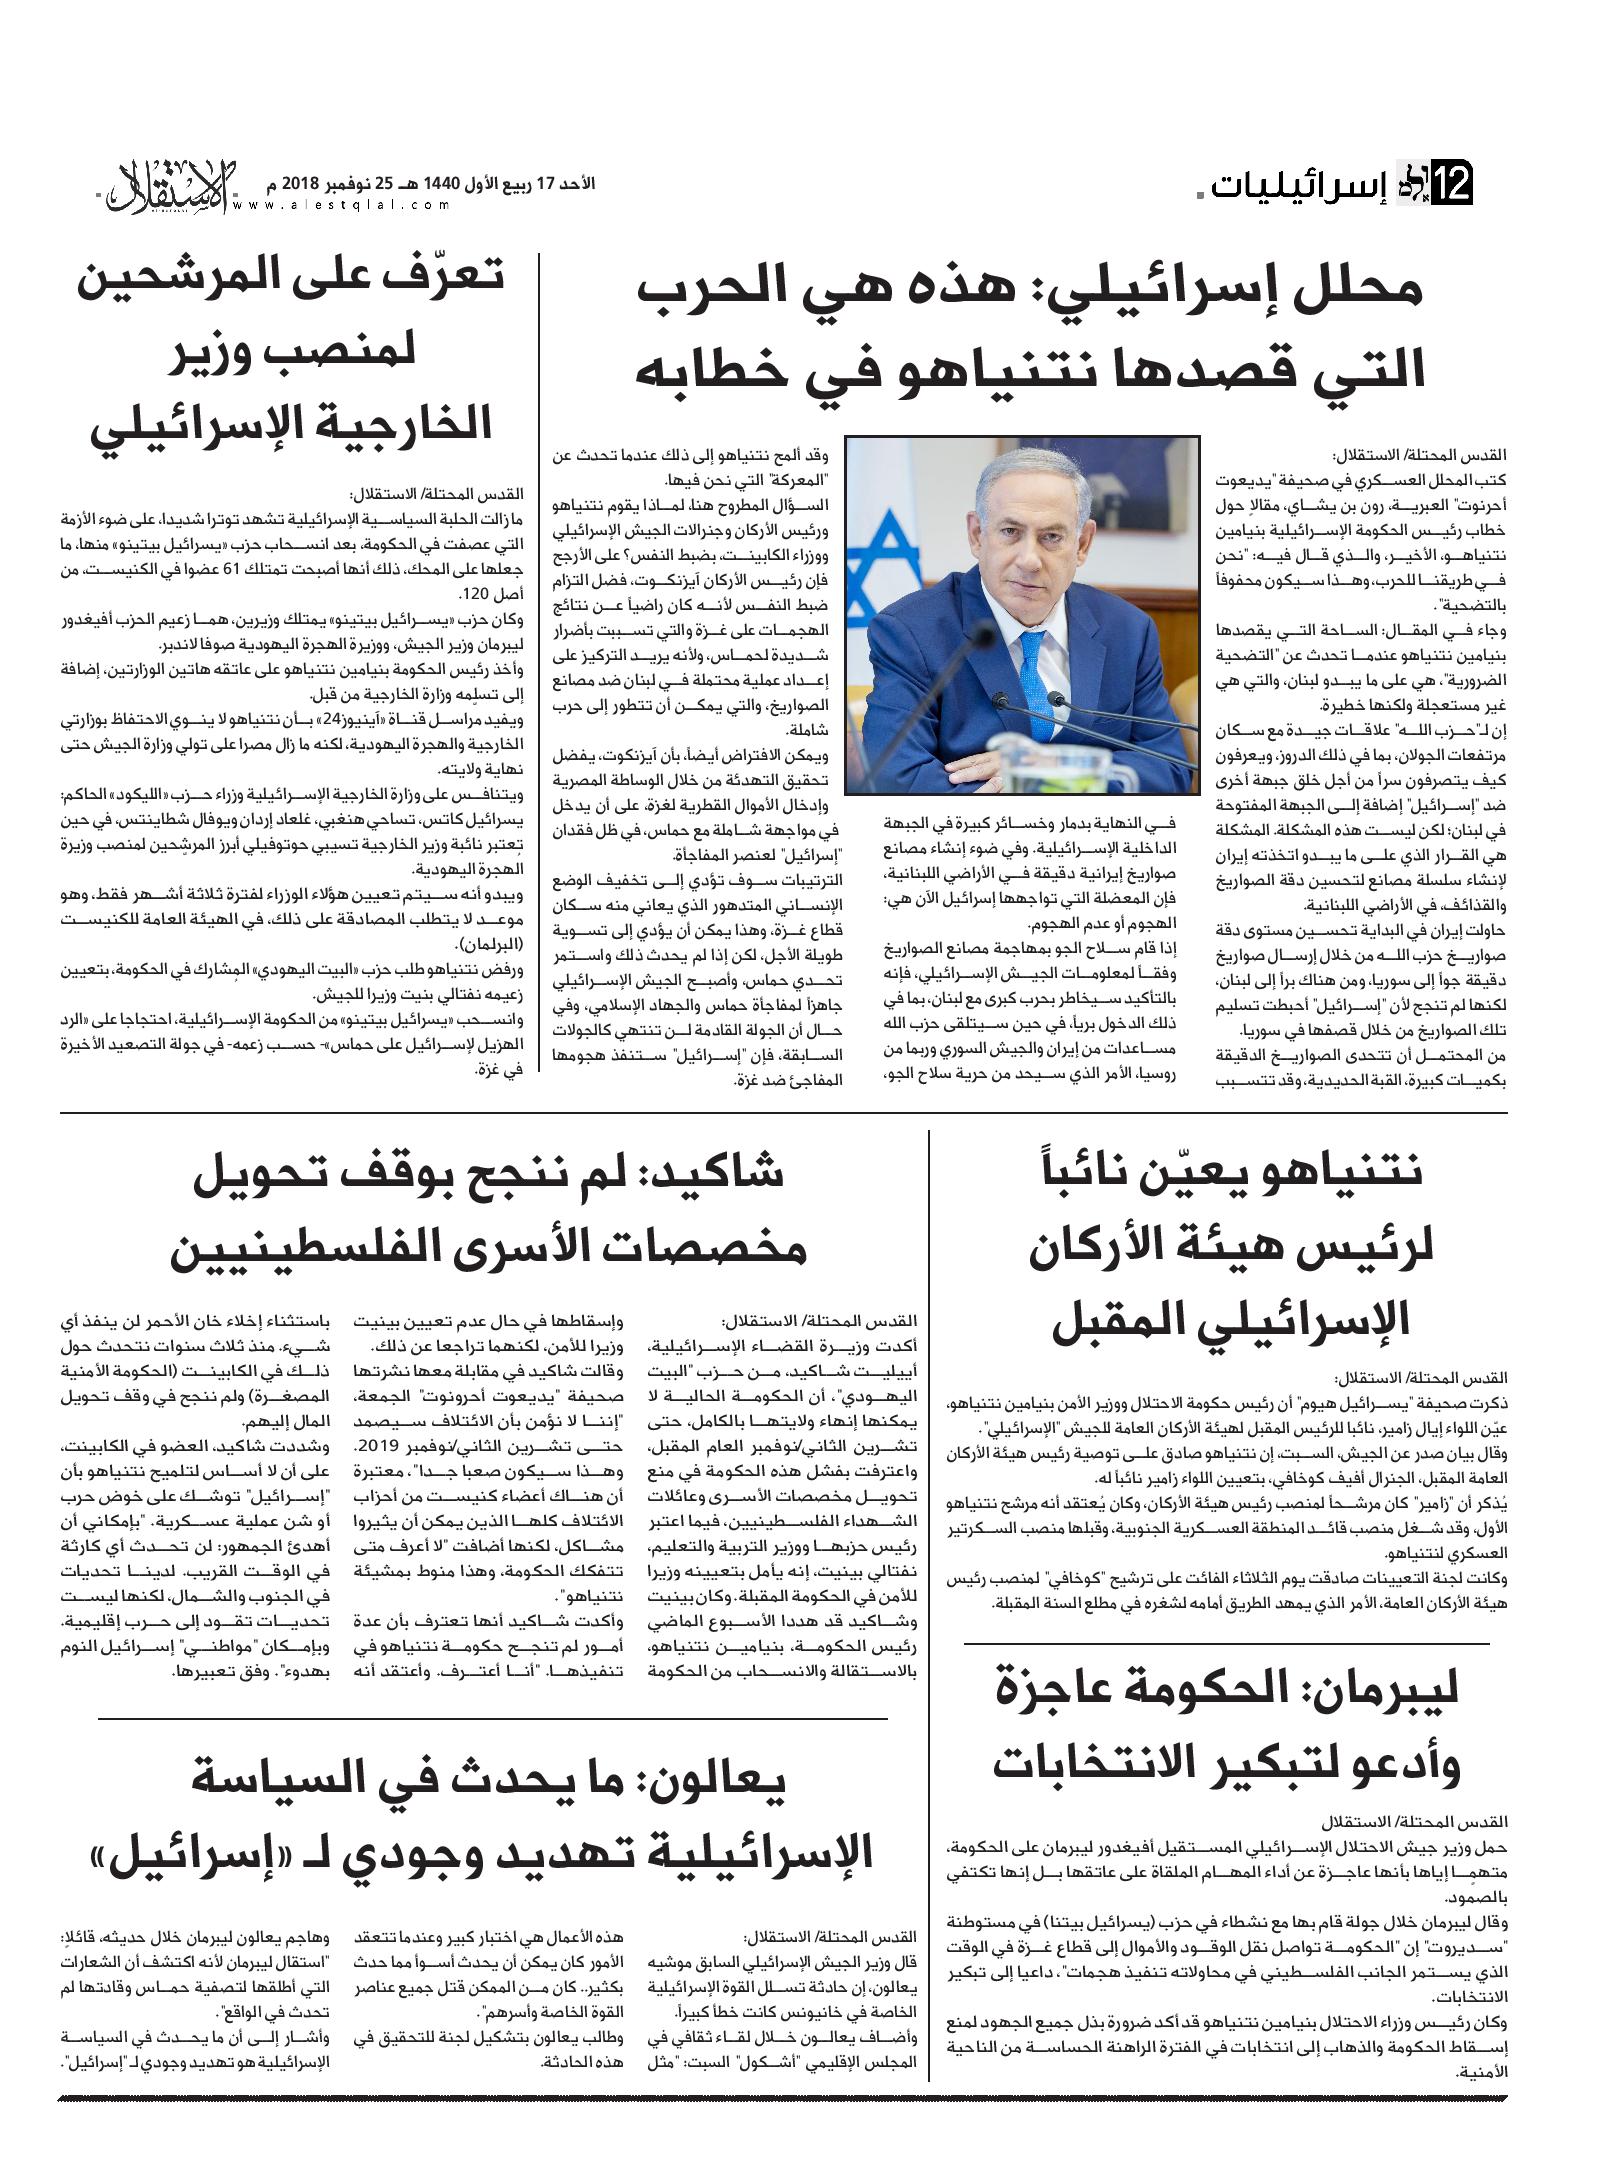 12
إسرائيليات
الأحد 17 ربيع الأول 1440 هـ 25 نوفمبر 2018 م
www.alestqlal.com
الاستقلال
محلل إسرائيلي: هذه هي الحرب
التي قصدها نتنياهو في خطابه
القدس المحتلة/ الاستقلال:
كتب المحلل العسكري في صحيفة "يديعوت
أحرنوت" العبرية، رون بن يشاي، مقالاِ حول
خطاب رئيس الحكومة الإسرائيلية بنيامين
نتنياهو، الأخير، والذي قال فيه: "نحن
في طريقنا للحرب، وهذا سيكون محفوفاً
بالتضحية".
وجاء في المقال: الساحة التي يقصدها
بنيامين نتنياهو عندما تحدث عن "التضحية
الضرورية"، هي على ما يبدو لبنان، والتي هي
غير مستعجلة ولكنها خطيرة.
إن لـ"حزب الله" علاقات جيدة مع سكان
مرتفعات الجولان، بما في ذلك الدروز، ويعرفون
كيف يتصرفون سراً من أجل خلق جبهة أخرى
ضد "إسرائيل" إضافة إلى الجبهة المفتوحة
في لبنان؛ لكن ليست هذه المشكلة. المشكلة
هي القرار الذي على ما يبدو اتخذته إيران
لإنشاء سلسلة مصانع لتحسين دقة الصواريخ
والقذائف، في الأراضي اللبنانية.
حاولت إيران في البداية تحسين مستوى دقة
صواريخ حزب الله من خلال إرسال صواريخ
دقيقة جواً إلى سوريا، ومن هناك براً إلى لبنان،
لكنها لم تنجح لأن "إسرائيل" أحبطت تسليم
تلك الصواريخ من خلال قصفها في سوريا.
من المحتمل أن تتحدى الصواريخ الدقيقة
بكميات كبيرة، القبة الحديدية، وقد تتسبب
في النهاية بدمار وخسائر كبيرة في الجبهة
الداخلية الإسرائيلية. وفي ضوء إنشاء مصانع
صواريخ إيرانية دقيقة في الأراضي اللبنانية،
فإن المعضلة التي تواجهها إسرائيل الآن هي:
الهجوم أو عدم الهجوم.
إذا قام سلاح الجو بمهاجمة مصانع الصواريخ
وفقاً لمعلومات الجيش الإسرائيلي، فإنه
بالتأكيد سيخاطر بحرب كبرى مع لبنان، بما في
ذلك الدخول برياً، في حين سيتلقى حزب الله
مساعدات من إيران والجيش السوري وربما من
روسيا، الأمر الذي سيحد من حرية سلاح الجو،
وقد ألمح نتنياهو إلى ذلك عندما تحدث عن
"المعركة" التي نحن فيها.
السؤال المطروح هنا، لماذا يقوم نتنياهو
ورئيس الأركان وجنرالات الجيش الإسرائيلي
ووزراء الكابينت، بضبط النفس؟ على الأرجح
فإن رئيس الأركان آيزنكوت، فضل التزام
ضبط النفس لأنه كان راضياً عن نتائج
الهجمات على غزة والتي تسببت بأضرار
شديدة لحماس، ولأنه يريد التركيز على
إعداد عملية محتملة في لبنان ضد مصانع
الصواريخ، والتي يمكن أن تتطور إلى حرب
شاملة.
ويمكن الافتراض أيضاً، بأن آيزنكوت، يفضل
تحقيق التهدئة من خلال الوساطة المصرية
وإدخال الأموال القطرية لغزة، على أن يدخل
في مواجهة شاملة مع حماس، في ظل فقدان
"إسرائيل" لعنصر المفاجأة.
الترتيبات سوف تؤدي إلى تخفيف الوضع
الإنساني المتدهور الذي يعاني منه سكان
قطاع غزة، وهذا يمكن أن يؤدي إلى تسوية
طويلة الأجل، لكن إذا لم يحدث ذلك واستمر
تحدي حماس، وأصبح الجيش الإسرائيلي
جاهزاً لمفاجأة حماس والجهاد الإسلامي، وفي
حال أن الجولة القادمة لن تنتهي كالجولات
السابقة، فإن "إسرائيل" ستنفذ هجومها
المفاجئ ضد غزة.
تعرّف على المرشحين
لمنصب وزير
الخارجية الإسرائيلي
القدس المحتلة/ الاستقلال:
ما زالت الحلبة السياسية الإسرائيلية تشهد توترا شديدا، على ضوء الأزمة
التي عصفت في الحكومة، بعد انسحاب حزب «يسرائيل بيتينو» منها، ما
جعلها على المحك، ذلك أنها أصبحت تمتلك 61 عضوا في الكنيست، من
أصل 120.
وكان حزب «يسرائيل بيتينو» يمتلك وزيرين، هما زعيم الحزب أفيغدور
ليبرمان وزير الجيش، ووزيرة الهجرة اليهودية صوفا لاندبر.
وأخذ رئيس الحكومة بنيامين نتنياهو على عاتقه هاتين الوزارتين، إضافة
إلى تسلِمِه وزارة الخارجية من قبل.
ويفيد مراسل قناة «آينيوز24» بأن نتنياهو لا ينوي الاحتفاظ بوزارتي
الخارجية والهجرة اليهودية، لكنه ما زال مصرا على تولي وزارة الجيش حتى
نهاية ولايته.
ويتنافس على وزارة الخارجية الإسرائيلية وزراء حزب «الليكود» الحاكم:
يسرائيل كاتس، تساحي هنغبي، غلعاد إردان ويوفال شطاينتس، في حين
تعتبر نائبة وزير الخارجية تسيبي حوتوفيلي أبرز المرشحين لمنصب وزيرة
الهجرة اليهودية.
ويبدو أنه سيتم تعيين هؤلاء الوزراء لفترة ثلاثة أشهر فقط، وهو
موعد لا يتطلب المصادقة على ذلك، في الهيئة العامة للكنيست
(البرلمان).
ورفض نتنياهو طلب حزب «البيت اليهودي» المشارك في الحكومة، بتعيين
زعيمه نفتالي بنيت وزيرا للجيش.
وانسحب «يسرائيل بيتينو» من الحكومة الإسرائيلية، احتجاجا على «الرد
الهزيل لإسرائيل على حماس»- حسب زعمه- في جولة التصعيد الأخيرة
في غزة.
نتنياهو يعيّن نائباً
لرئيس هيئة الأركان
الإسرائيلي المقبل
القدس المحتلة/ الاستقلال:
ذكرت صحيفة "يسرائيل هيوم" أن رئيس حكومة الاحتلال ووزير الأمن بنيامين نتنياهو،
عيّن اللواء إيال زامير، نائبا للرئيس المقبل لهيئة الأركان العامة للجيش "الإسرائيلي".
وقال بيان صدر عن الجيش، السبت، إن نتنياهو صادق على توصية رئيس هيئة الأركان
العامة المقبل، الجنرال أفيف كوخافي، بتعيين اللواء زامير نائباً له.
يُذكر أن "زامير" كان مرشحاً لمنصب رئيس هيئة الأركان، وكان يُعتقد أنه مرشح نتنياهو
الأول، وقد شغل منصب قائد المنطقة العسكرية الجنوبية، وقبلها منصب السكرتير
العسكري لنتنياهو.
وكانت لجنة التعيينات صادقت يوم الثلاثاء الفائت على ترشيح "كوخافي" لمنصب رئيس
هيئة الأركان العامة، الأمر الذي يمهد الطريق أمامه لشغره في مطلع السنة المقبلة.
ليبرمان: الحكومة عاجزة
وأدعو لتبكير الانتخابات
القدس المحتلة/ الاستقلال
حمل وزير جيش الاحتلال الإسرائيلي المستقيل أفيغدور ليبرمان على الحكومة،
متهمِا إياها بأنها عاجزة عن أداء المهام الملقاة على عاتقها بل إنها تكتفي
بالصمود.
وقال ليبرمان خلال جولة قام بها مع نشطاء في حزب (يسرائيل بيتنا) في مستوطنة
"سديروت" إن "الحكومة تواصل نقل الوقود والأموال إلى قطاع غزة في الوقت
الذي يستمر الجانب الفلسطيني في محاولاته تنفيذ هجمات"، داعيا إلى تبكير
الانتخابات.
وكان رئيس وزراء الاحتلال بنيامين نتنياهو قد أكد ضرورة بذل جميع الجهود لمنع
إسقاط الحكومة والذهاب إلى انتخابات في الفترة الراهنة الحساسة من الناحية
الأمنية.
شاكيد: لم ننجح بوقف تحويل
مخصصات الأسرى الفلسطينيين
القدس المحتلة/ الاستقلال:
أكدت وزيرة القضاء الإسرائيلية،
أييليت شاكيد، من حزب "البيت
اليهودي"، أن الحكومة الحالية لا
يمكنها إنهاء ولايتها بالكامل، حتى
تشرين الثاني/نوفمبر العام المقبل،
واعترفت بفشل هذه الحكومة في منع
تحويل مخصصات الأسرى وعائلات
الشهداء الفلسطينيين، فيما اعتبر
رئيس حزبها ووزير التربية والتعليم،
نفتالي بينيت، إنه يأمل بتعيينه وزيرا
للأمن في الحكومة المقبلة. وكان بينيت
وشاكيد قد هددا الأسبوع الماضي
رئيس الحكومة، بنيامين نتنياهو،
بالاستقالة والانسحاب من الحكومة
وإسقاطها في حال عدم تعيين بينيت
وزيرا للأمن، لكنهما تراجعا عن ذلك.
وقالت شاكيد في مقابلة معها نشرتها
صحيفة "يديعوت أحرونوت" الجمعة،
"إننا لا نؤمن بأن الائتلاف سيصمد
حتى تشرين الثاني/نوفمبر 2019.
وهذا سيكون صعبا جدا"، معتبرة
أن هناك أعضاء كنيست من أحزاب
الائتلاف كلها الذين يمكن أن يثيروا
مشاكل، لكنها أضافت "لا أعرف متى
تتفكك الحكومة، وهذا منوط بمشيئة
نتنياهو".
وأكدت شاكيد أنها تعترف بأن عدة
أمور لم تنجح حكومة نتنياهو في
تنفيذها. "أنا أعترف. وأعتقد أنه
باستثناء إخلاء خان الأحمر لن ينفذ أي
شيء. منذ ثلاث سنوات نتحدث حول
ذلك في الكابينت (الحكومة الأمنية
المصغرة) ولم ننجح في وقف تحويل
المال إليهم.
وشددت شاكيد، العضو في الكابينت،
على أن لا أساس لتلميح نتنياهو بأن
"إسرائيل" توشك على خوض حرب
أو شن عملية عسكرية. "بإمكاني أن
أهدئ الجمهور: لن تحدث أي كارثة
في الوقت القريب. لدينا تحديات
في الجنوب والشمال، لكنها ليست
تحديات تقود إلى حرب إقليمية.
وبإمكان "مواطني" إسرائيل النوم
بهدوء". وفق تعبيرها.
يعالون: ما يحدث في السياسة
الإسرائيلية تهديد وجودي لـ «إسرائيل»
القدس المحتلة/ الاستقلال:
قال وزير الجيش الإسرائيلي السابق موشيه
يعالون، إن حادثة تسلل القوة الإسرائيلية
الخاصة في خانيونس كانت خطأ كبيراً.
وأضاف يعالون خلال لقاء ثقافي في
المجلس الإقليمي "أشكول" السبت: "مثل
هذه الأعمال هي اختبار كبير وعندما تتعقد
الأمور كان يمكن أن يحدث أسوأ مما حدث
بكثير.. كان من الممكن قتل جميع عناصر
القوة الخاصة وأسرهم".
وطالب يعالون بتشكيل لجنة للتحقيق في
هذه الحادثة.
وهاجم يعالون ليبرمان خلال حديثه، قائلاِ:
"استقال ليبرمان لأنه اكتشف أن الشعارات
التي أطلقها لتصفية حماس وقادتها لم
تحدث في الواقع".
وأشار إلى أن ما يحدث في السياسة
الإسرائيلية هو تهديد وجودي لـ "إسرائيل".